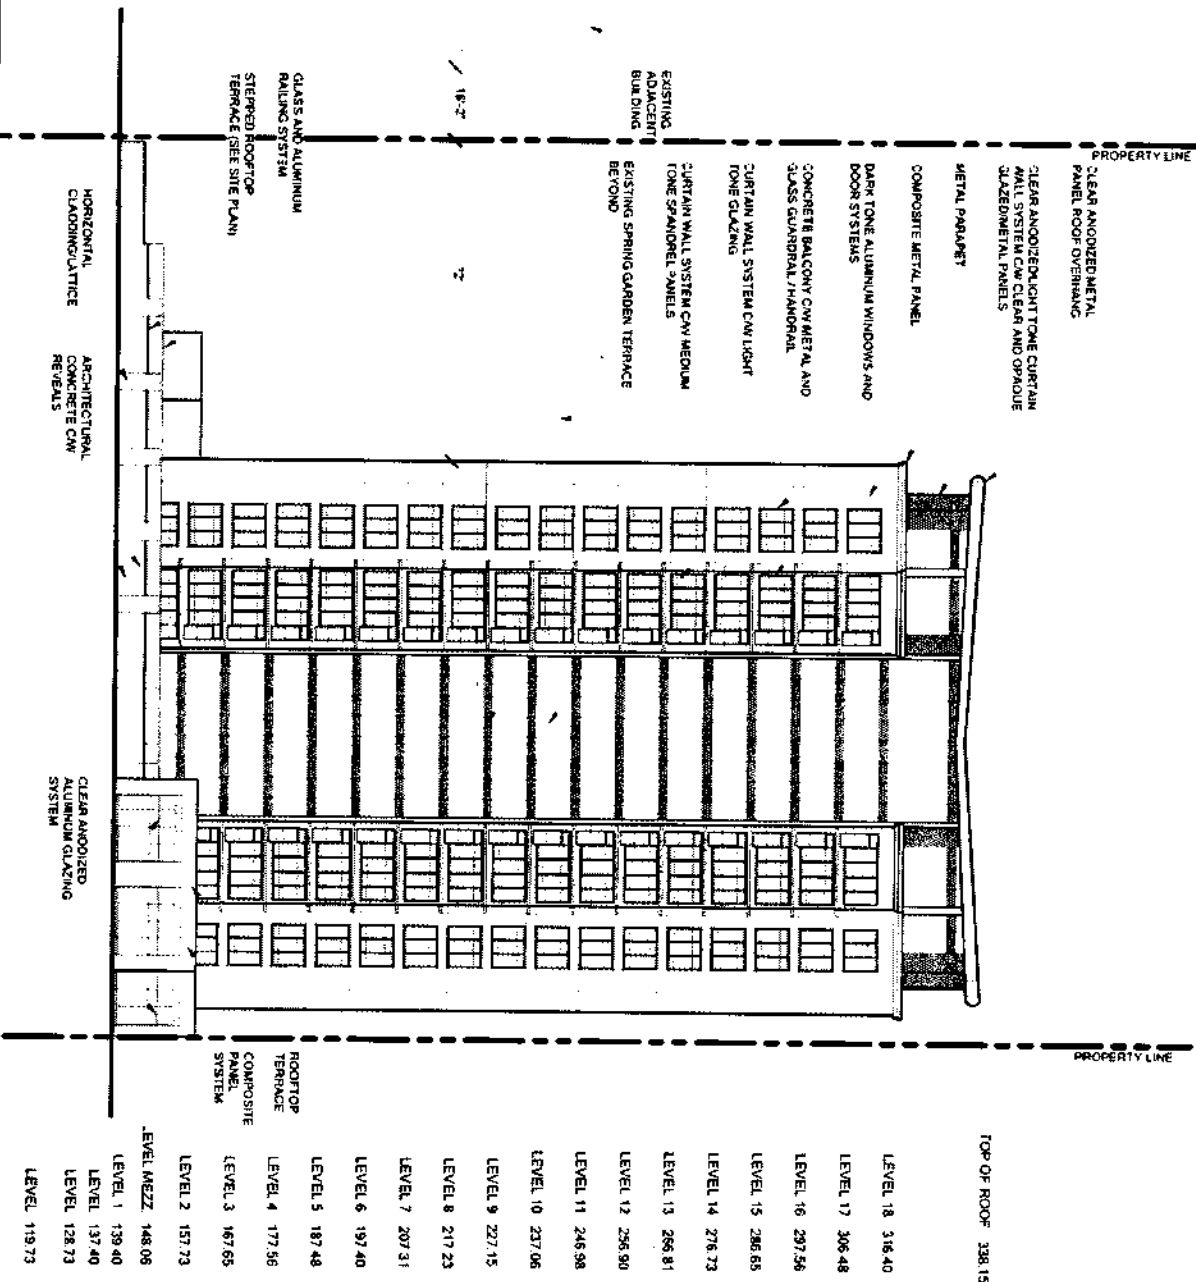 PROPERTY LINE
CLEAR ANODIZED METAL
PANEL ROOF OVERHANG
CLEAR ANODIZED/LIGHT TONE CURTAIN
WALL SYSTEM C/W CLEAR AND OPAQUE
GLAZED/METAL PANELS
METAL PARAPET
COMPOSITE METAL PANEL
DARK TONE ALUMINUM WINDOWS AND
DOOR SYSTEMS
CONCRETE BALCONY C/W METAL AND
GLASS GUARDRAIL / HANDRAIL
CURTAIN WALL SYSTEM C/W LIGHT
TONE GLAZING
CURTAIN WALL SYSTEM C/W MEDIUM
TONE SPANDREL PANELS
EXISTING SPRING GARDEN TERRACE
BEYOND
EXISTING
ADJACENT
BUILDING
16'-2"
72'
GLASS AND ALUMINUM
RAILING SYSTEM
STEPPED ROOFTOP
TERRACE (SEE SITE PLAN)
HORIZONTAL
CLADDING/LATTICE
ARCHITECTURAL
CONCRETE C/W
REVEALS
CLEAR ANODIZED
ALUMINUM GLAZING
SYSTEM
PROPERTY LINE
ROOFTOP
TERRACE
COMPOSITE
PANEL
SYSTEM
TOP OF ROOF 338.15
LEVEL 18 316.40
LEVEL 17 306.48
LEVEL 16 297.56
LEVEL 15 286.65
LEVEL 14 276.73
LEVEL 13 266.81
LEVEL 12 256.90
LEVEL 11 246.98
LEVEL 10 237.06
LEVEL 9 227.15
LEVEL 8 217.23
LEVEL 7 207.31
LEVEL 6 197.40
LEVEL 5 187.48
LEVEL 4 177.56
LEVEL 3 167.65
LEVEL 2 157.73
LEVEL MEZZ 148.06
LEVEL 1 139.40
LEVEL 137.40
LEVEL 128.73
LEVEL 119.73